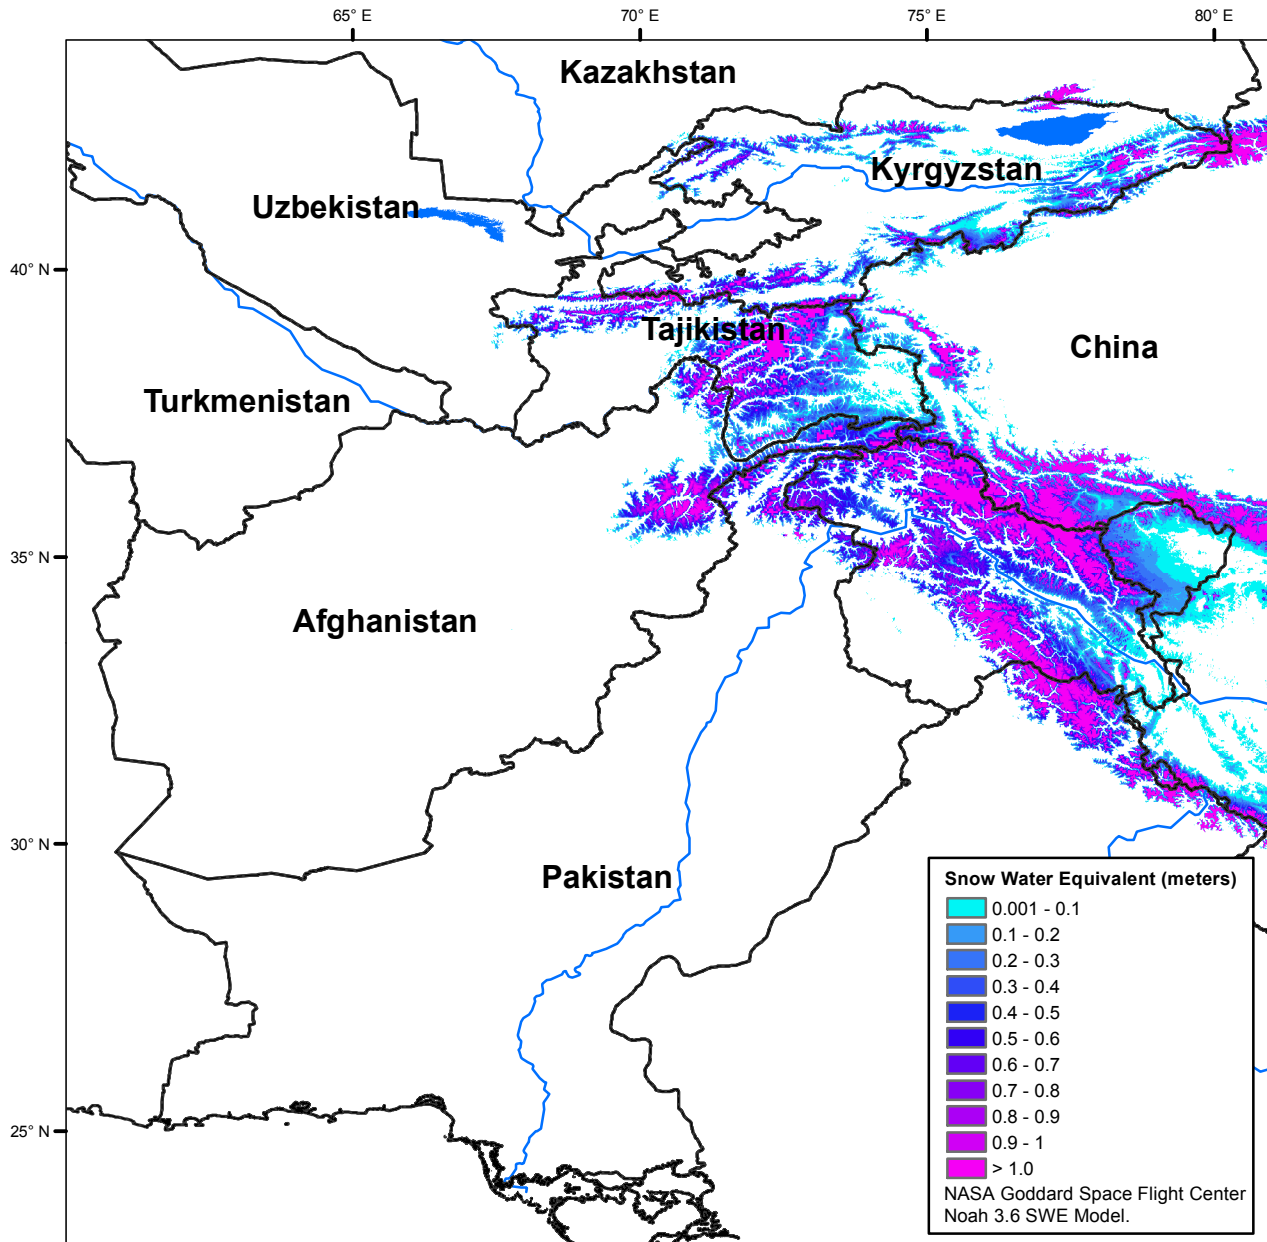 65° E
70° E
75° E
80° E
Kazakhstan
Kyrgyzstan
Uzbekistan
40° N
Tajikistan
China
Turkmenistan
35° N
Afghanistan
30° N
Pakistan
25° N
Snow Water Equivalent (meters)
0.001 - 0.1
0.1 - 0.2
0.2 - 0.3
0.3 - 0.4
0.4 - 0.5
0.5 - 0.6
0.6 - 0.7
0.7 - 0.8
0.8 - 0.9
0.9 - 1
> 1.0
NASA Goddard Space Flight Center
Noah 3.6 SWE Model.